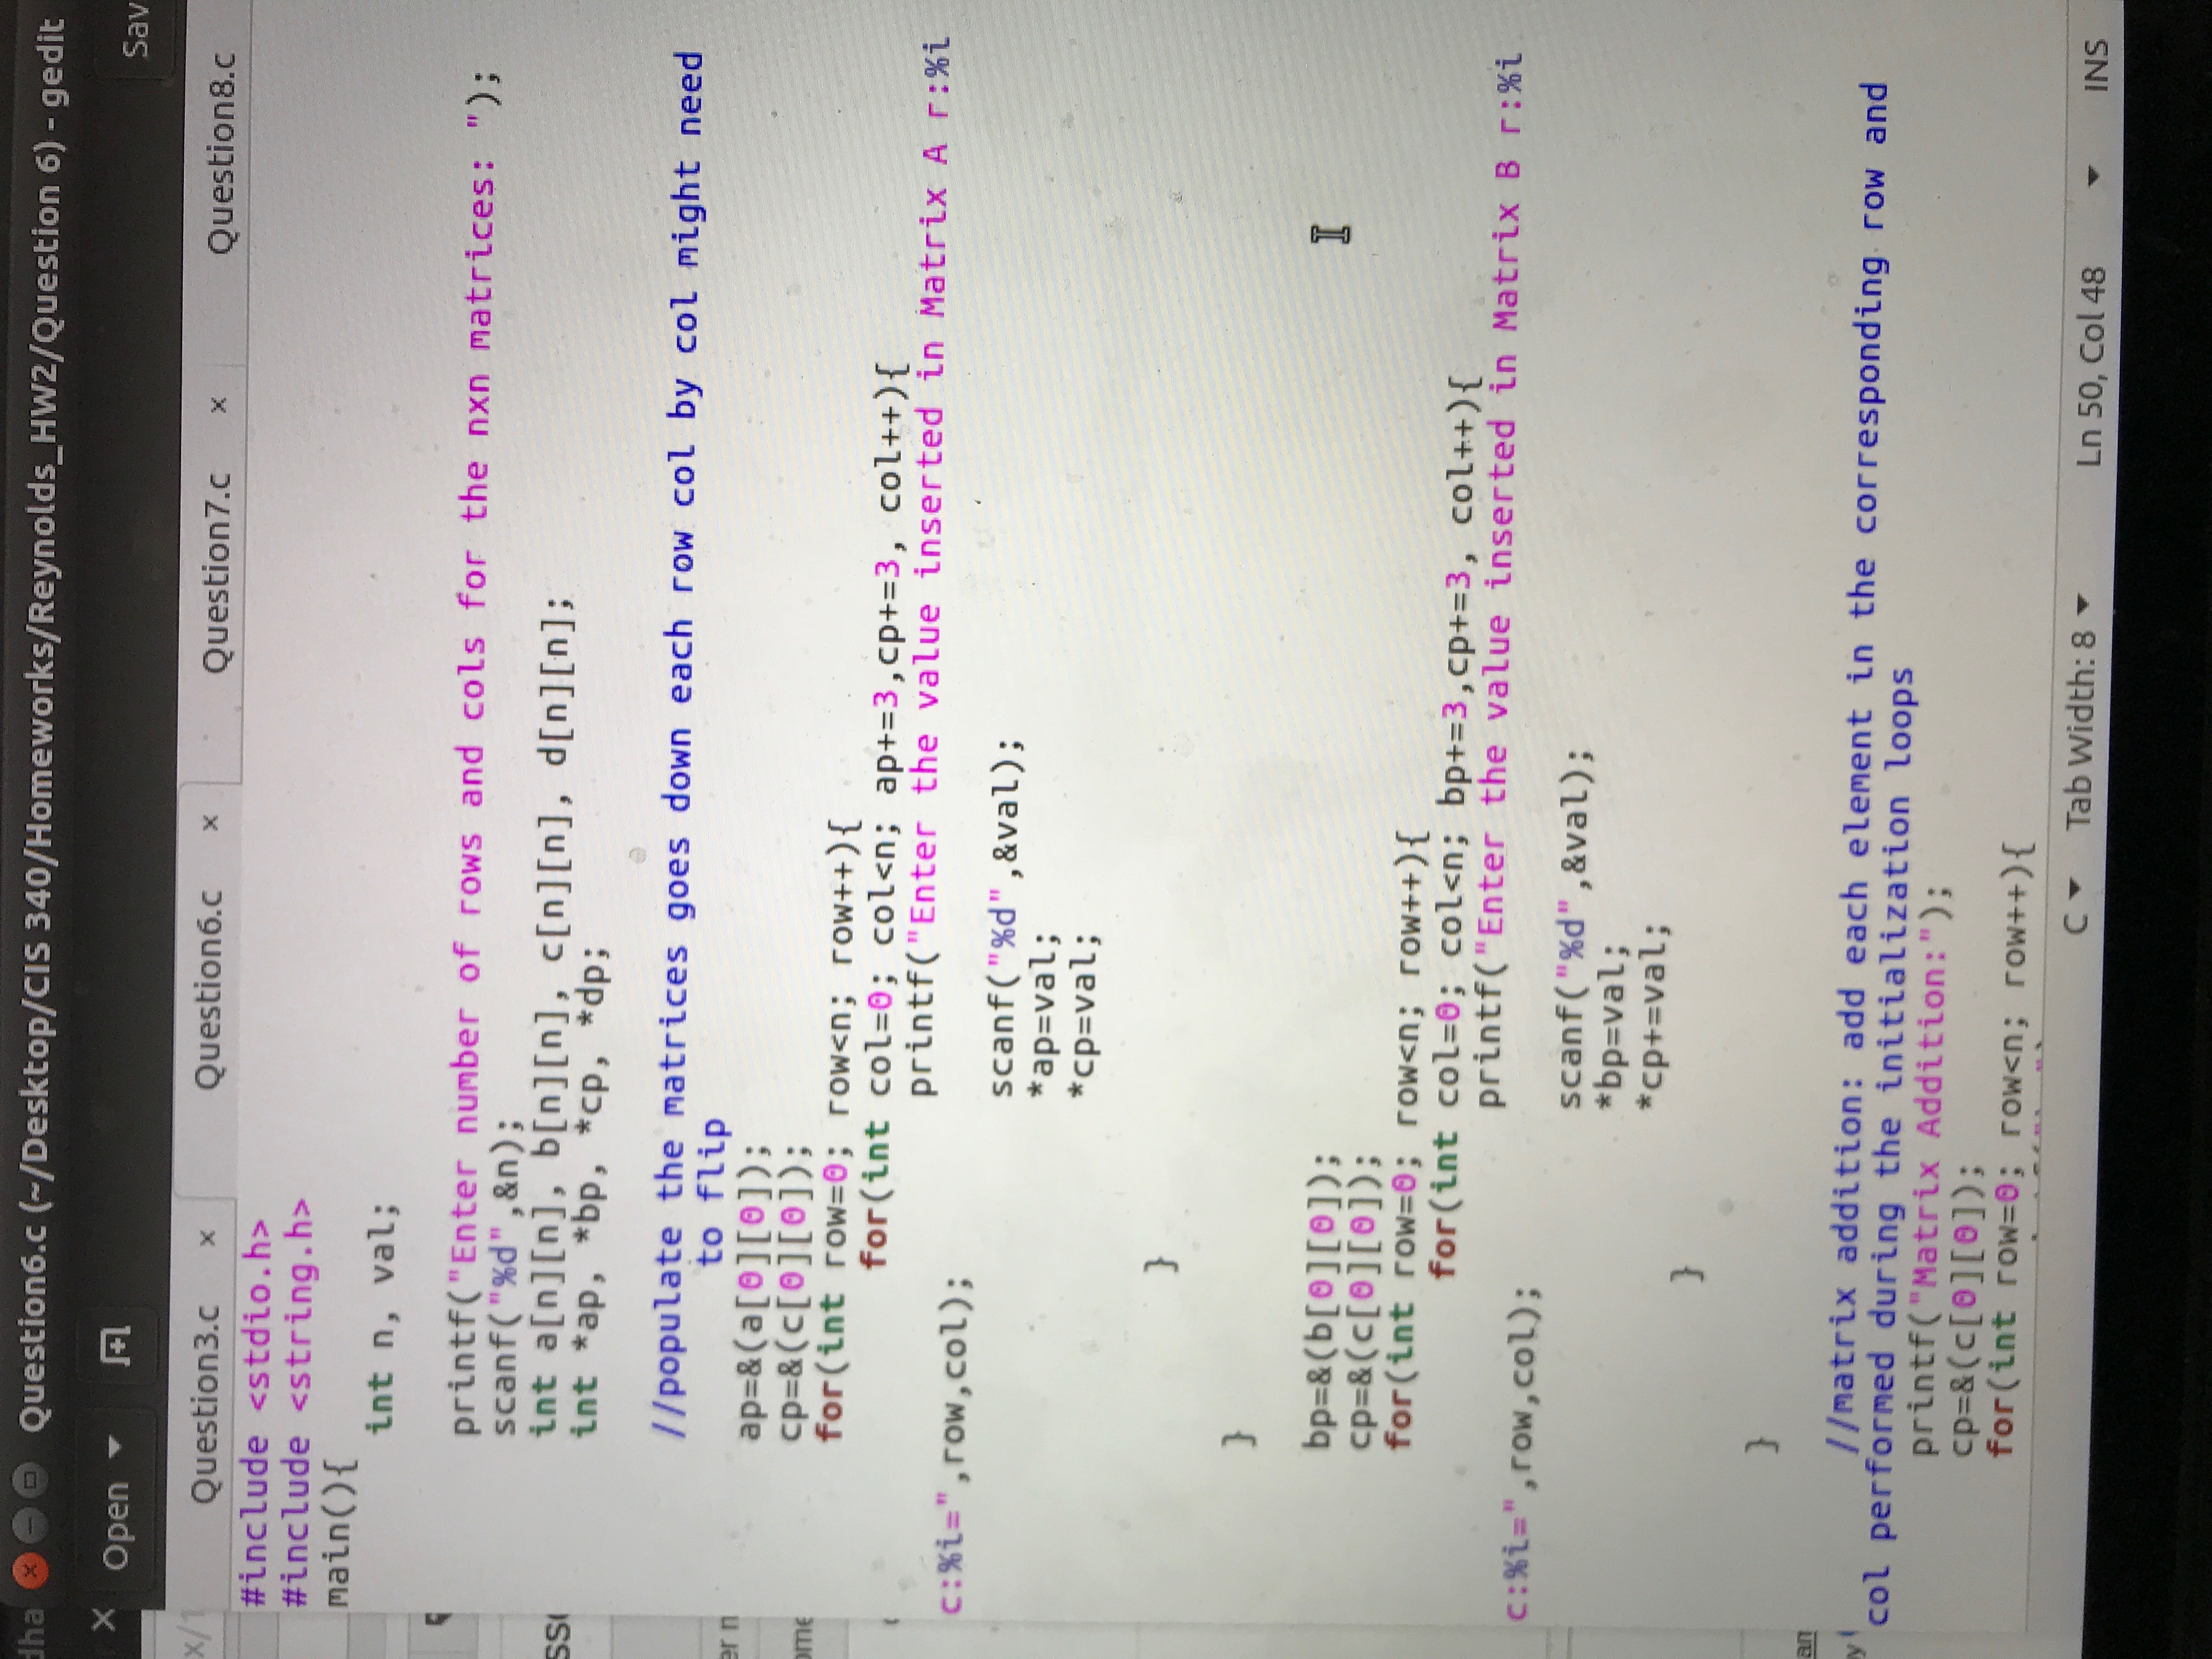 dha Question6.c (~/Desktop/CIS 340/Homeworks/Reynolds_HW2/Question 6) - gedit
Open Sav
x/1 Question3.c x Question6.c x Question7.c x Question8.c
#include <stdio.h>
#include <string.h>
main(){
int n, val;
printf("Enter number of rows and cols for the nxn matrices: ");
scanf("%d",&n);
int a[n][n], b[n][n], c[n][n], d[n][n];
int *ap, *bp, *cp, *dp;
//populate the matrices goes down each row col by col might need
to flip
ap=&(a[0][0]);
cp=&(c[0][0]);
for(int row=0; row<n; row++){
for(int col=0; col<n; ap+=3,cp+=3, col++){
printf("Enter the value inserted in Matrix A r:%i
c:%i=",row,col);
scanf("%d",&val);
*ap=val;
*cp=val;
}
}
bp=&(b[0][0]);
cp=&(c[0][0]);
for(int row=0; row<n; row++){
for(int col=0; col<n; bp+=3,cp+=3, col++){
printf("Enter the value inserted in Matrix B r:%i
c:%i=",row,col);
scanf("%d",&val);
*bp=val;
*cp+=val;
}
}
//matrix addition: add each element in the corresponding row and
col performed during the initialization loops
printf("Matrix Addition:");
cp=&(c[0][0]);
for(int row=0; row<n; row++){
C Tab Width: 8 Ln 50, Col 48 INS